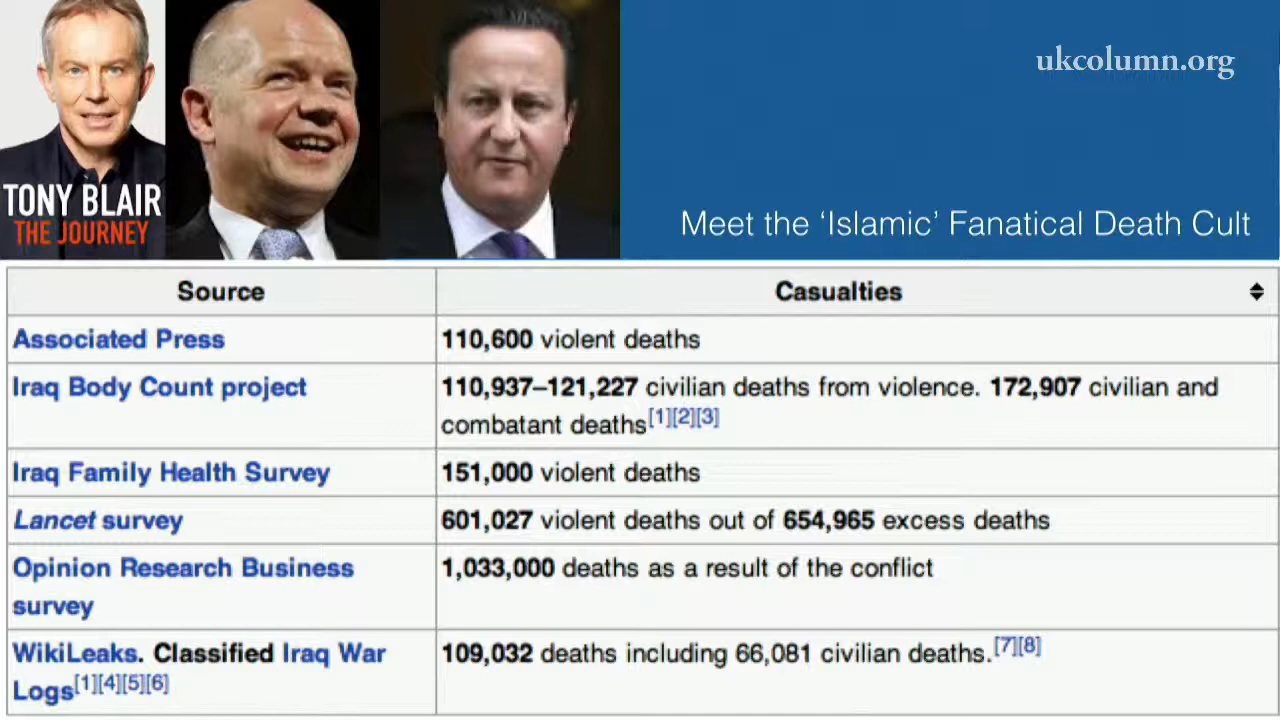 ukcolumn.org
TONY BLAIR
THE JOURNEY
Meet the ‘Islamic’ Fanatical Death Cult
Source Casualties
Associated Press 110,600 violent deaths
Iraq Body Count project 110,937–121,227 civilian deaths from violence. 172,907 civilian and
combatant deaths[1][2][3]
Iraq Family Health Survey 151,000 violent deaths
Lancet survey 601,027 violent deaths out of 654,965 excess deaths
Opinion Research Business 1,033,000 deaths as a result of the conflict
survey
WikiLeaks. Classified Iraq War 109,032 deaths including 66,081 civilian deaths.[7][8]
Logs[1][4][5][6]